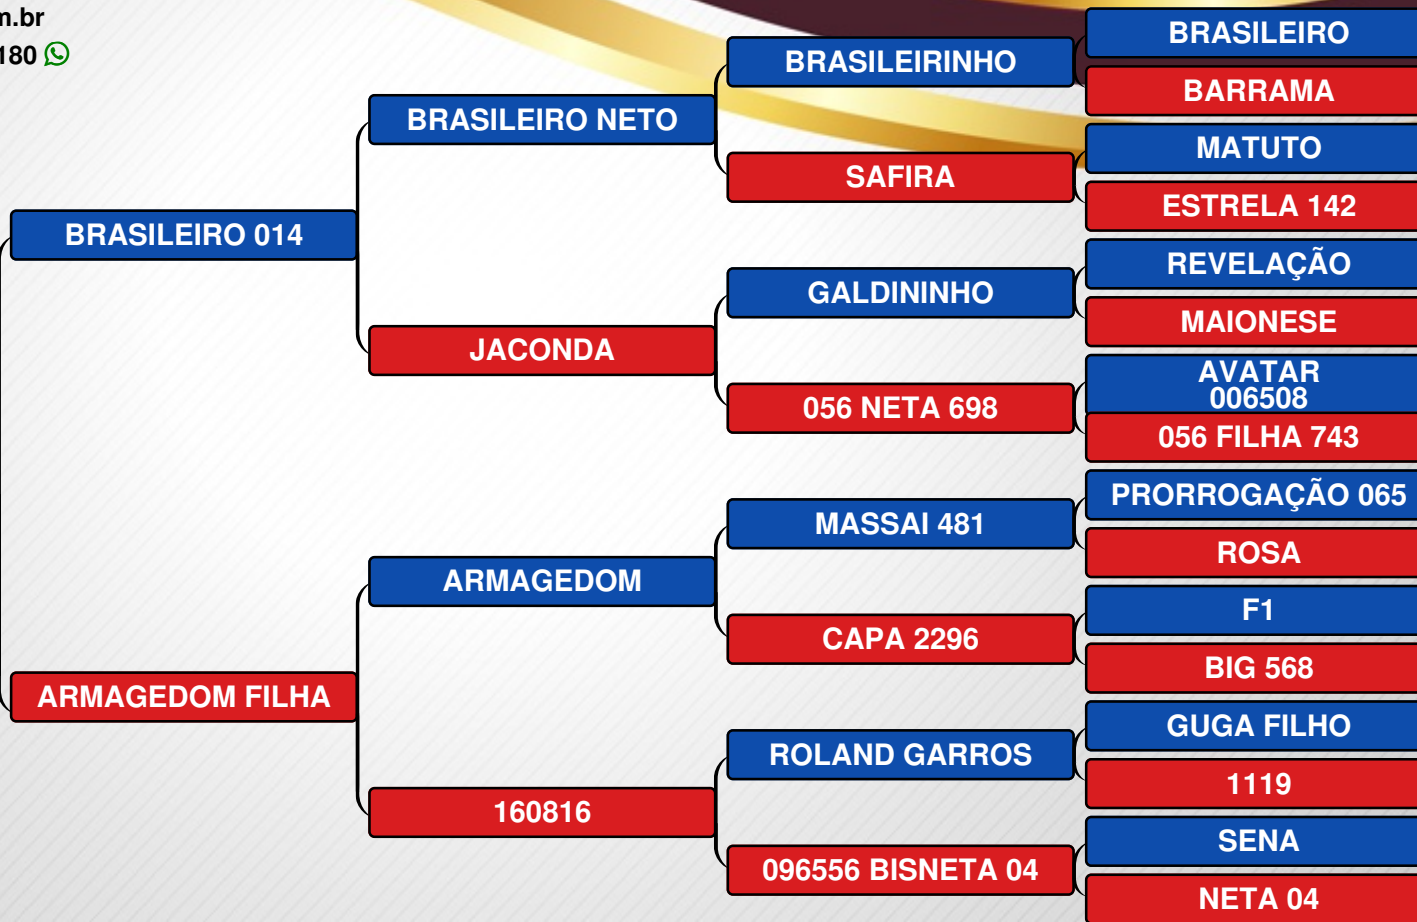 m.br
180
BRASILEIRO 014
ARMAGEDOM FILHA
BRASILEIRO NETO
JACONDA
ARMAGEDOM
160816
BRASILEIRINHO
SAFIRA
GALDININHO
056 NETA 698
MASSAI 481
CAPA 2296
ROLAND GARROS
096556 BISNETA 04
BRASILEIRO
BARRAMA
MATUTO
ESTRELA 142
REVELAÇÃO
MAIONESE
AVATAR
006508
056 FILHA 743
PRORROGAÇÃO 065
ROSA
F1
BIG 568
GUGA FILHO
1119
SENA
NETA 04